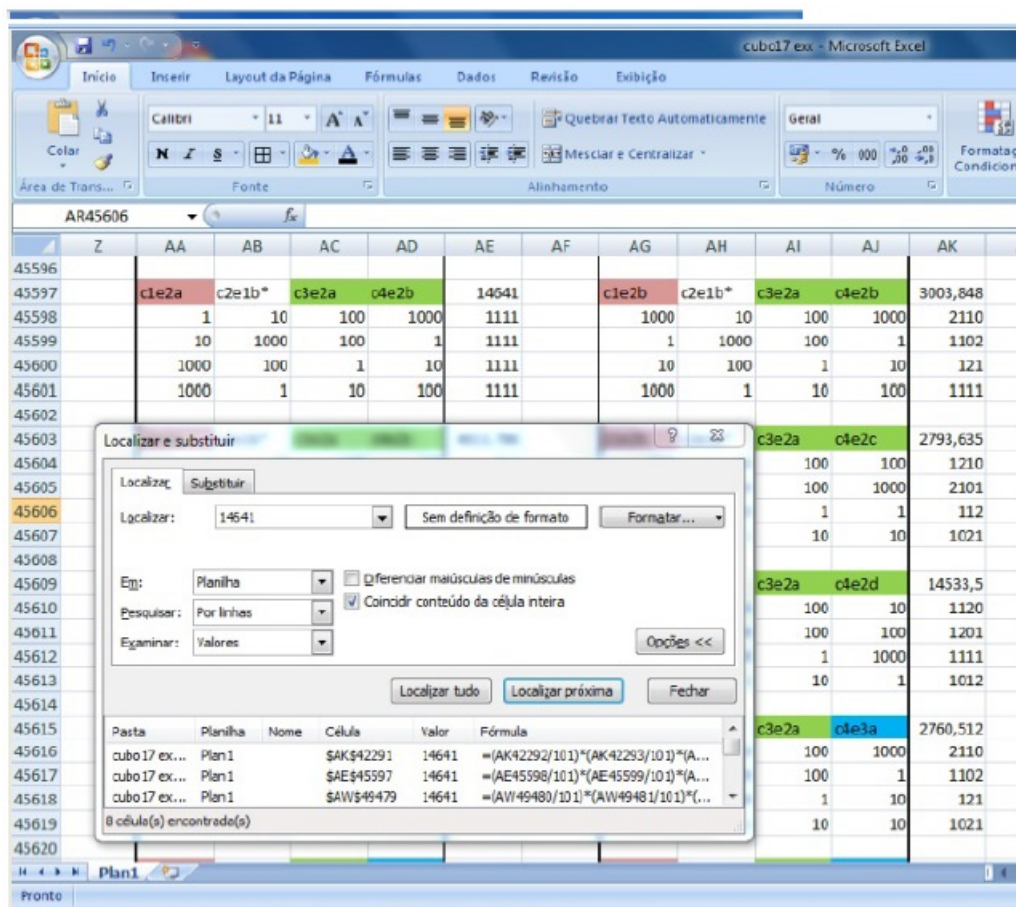 cubo17 exx - Microsoft Excel
Início Inserir Layout da Página Fórmulas Dados Revisão Exibição
Colar
Calibri 11 A A
Quebrar Texto Automaticamente
Geral
N I S A
Mesclar e Centralizar
% 000
Formataç
Condicion
Área de Trans... Fonte Alinhamento Número
AR45606 fx
Z AA AB AC AD AE AF AG AH AI AJ AK
45596
45597 c1e2a c2e1b* c3e2a c4e2b 14641 c1e2b c2e1b* c3e2a c4e2b 3003,848
45598 1 10 100 1000 1111 1000 10 100 1000 2110
45599 10 1000 100 1 1111 1 1000 100 1 1102
45600 1000 100 1 10 1111 10 100 1 10 121
45601 1000 1 10 100 1111 1000 1 10 100 1111
45602
45603 c3e2a c4e2c 2793,635
45604 100 100 1210
45605 100 1000 2101
45606 1 1 112
45607 10 10 1021
45608
45609 c3e2a c4e2d 14533,5
45610 100 10 1120
45611 100 100 1201
45612 1 1000 1111
45613 10 1 1012
45614
45615 c3e2a c4e3a 2760,512
45616 100 1000 2110
45617 100 1 1102
45618 1 10 121
45619 10 10 1021
45620
Localizar e substituir
Localizar Substituir
Localizar: 14641 Sem definição de formato Formatar...
Em: Planilha Diferenciar maiúsculas de minúsculas
Pesquisar: Por linhas Coincidir conteúdo da célula inteira
Examinar: Valores
Opções <<
Localizar tudo Localizar próxima Fechar
Pasta Planilha Nome Célula Valor Fórmula
cubo17 ex... Plan1 $AK$42291 14641 =(AK42292/101)*(AK42293/101)*(A...
cubo17 ex... Plan1 $AE$45597 14641 =(AE45598/101)*(AE45599/101)*(A...
cubo17 ex... Plan1 $AW$49479 14641 =(AW49480/101)*(AW49481/101)*(...
8 célula(s) encontrada(s)
Plan1
Pronto